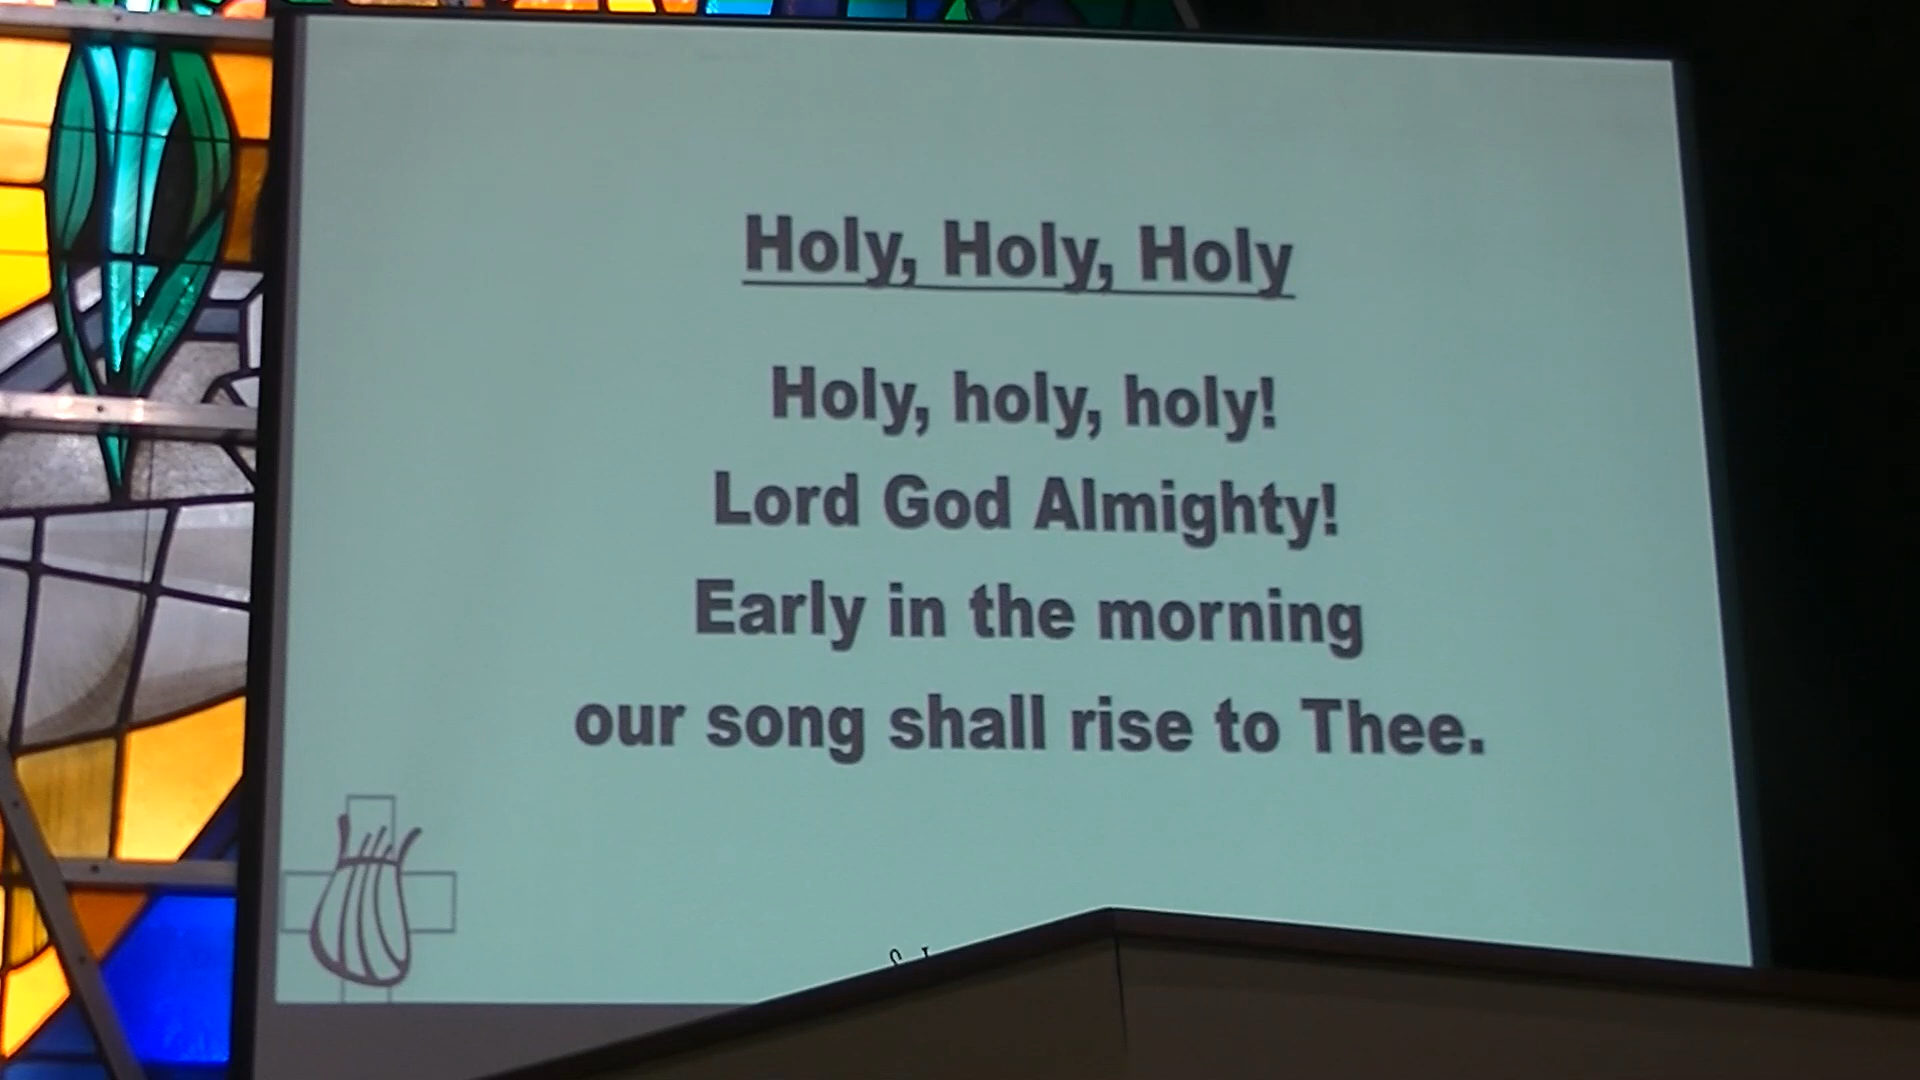 Holy, Holy, Holy
Holy, holy, holy!
Lord God Almighty!
Early in the morning
our song shall rise to Thee.